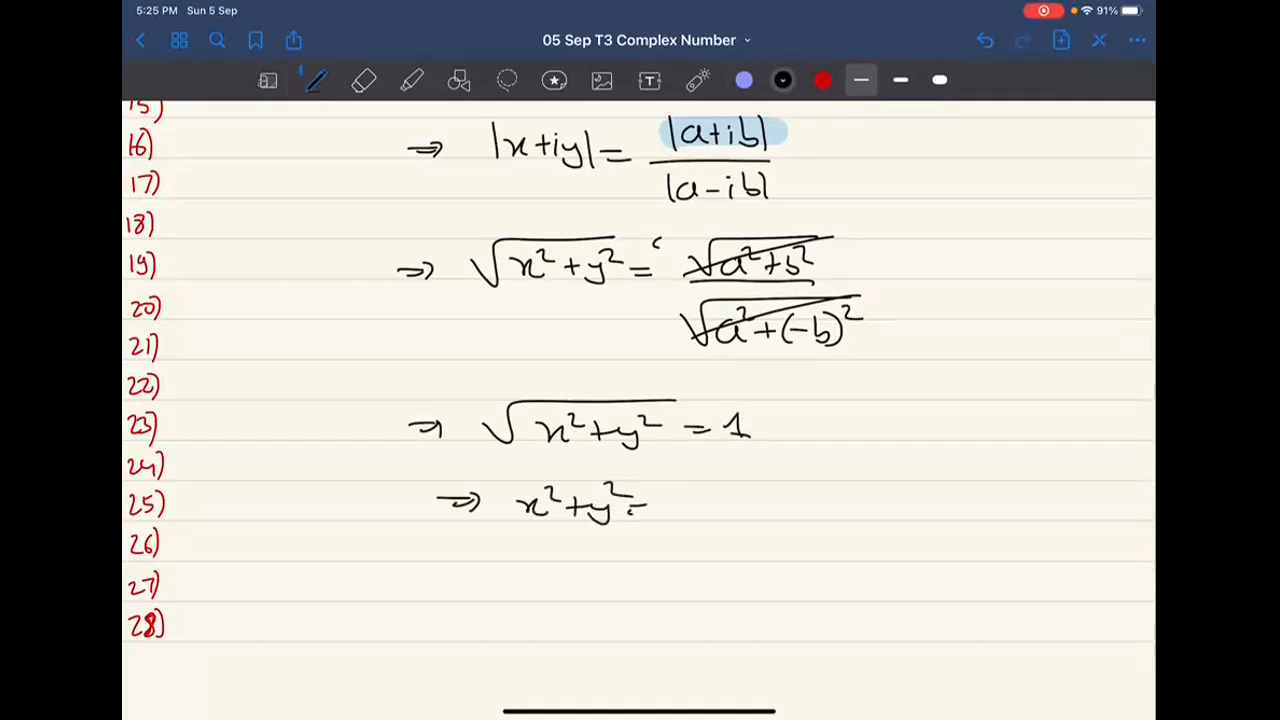 5:25 PM Sun 5 Sep 91%
05 Sep T3 Complex Number
T
15)
16) ⇒ |x+iy| = |a+ib| / |a-ib|
17)
18)
19) ⇒ √(x²+y²) = √(a²+b²) / √(a²+(-b)²)
20)
21)
22)
23) ⇒ √(x²+y²) = 1
24)
25) ⇒ x²+y² =
26)
27)
28)